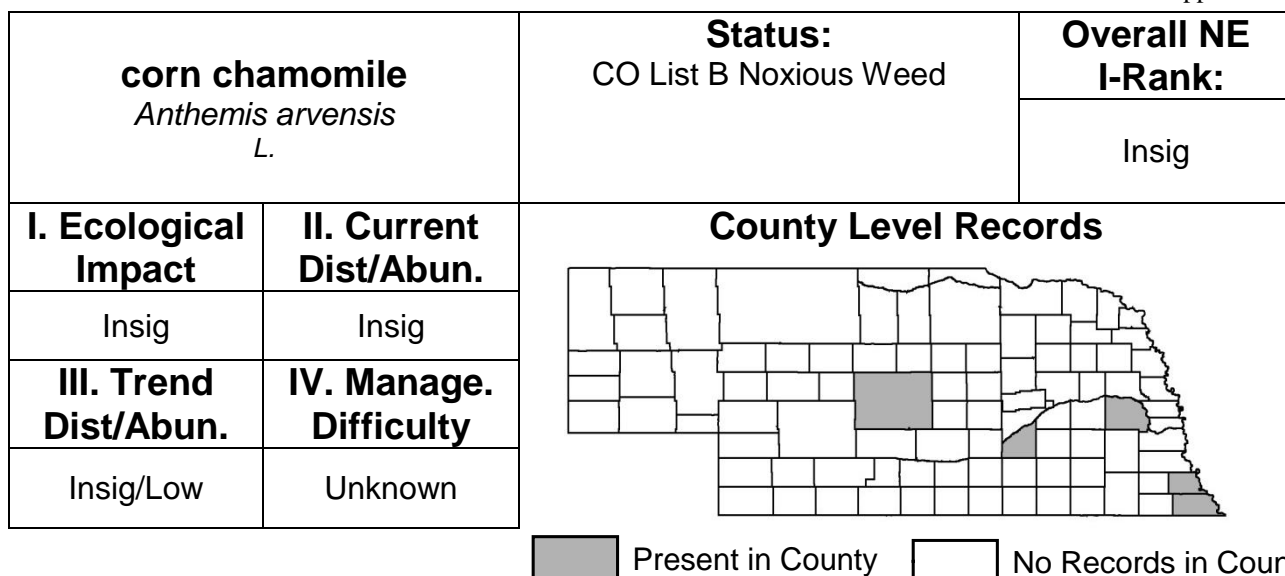 corn chamomile
Anthemis arvensis
L.
Status:
CO List B Noxious Weed
Overall NE
I-Rank:
Insig
I. Ecological
Impact
II. Current
Dist/Abun.
Insig
Insig
III. Trend
Dist/Abun.
IV. Manage.
Difficulty
Insig/Low
Unknown
County Level Records
Present in County
No Records in